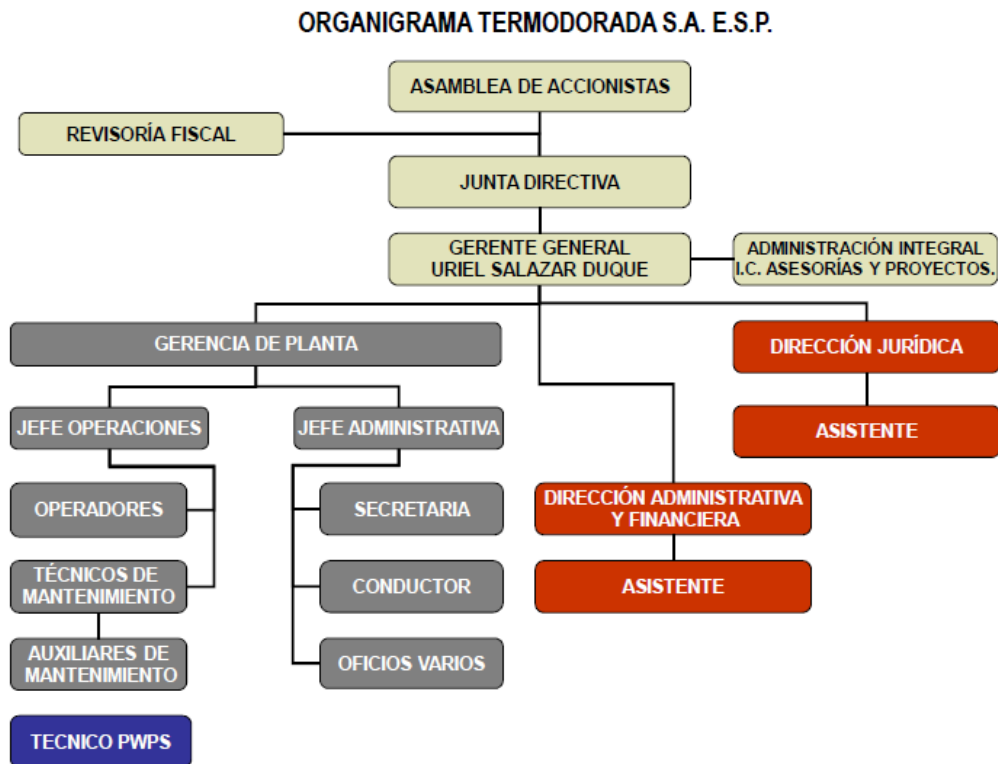 ORGANIGRAMA TERMODORADA S.A. E.S.P.
ASAMBLEA DE ACCIONISTAS
REVISORÍA FISCAL
JUNTA DIRECTIVA
GERENTE GENERAL
URIEL SALAZAR DUQUE
ADMINISTRACIÓN INTEGRAL
I.C. ASESORÍAS Y PROYECTOS.
GERENCIA DE PLANTA
DIRECCIÓN JURÍDICA
JEFE OPERACIONES
JEFE ADMINISTRATIVA
ASISTENTE
OPERADORES
SECRETARIA
DIRECCIÓN ADMINISTRATIVA
Y FINANCIERA
TÉCNICOS DE
MANTENIMIENTO
CONDUCTOR
ASISTENTE
AUXILIARES DE
MANTENIMIENTO
OFICIOS VARIOS
TECNICO PWPS